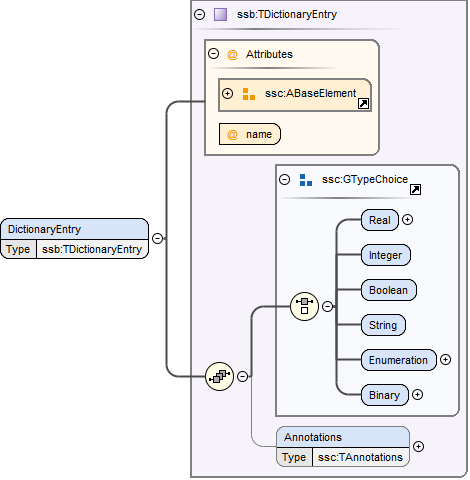 ssb:TDictionaryEntry
@ Attributes
ssc:ABaseElement
@ name
ssc:GTypeChoice
DictionaryEntry
Type ssb:TDictionaryEntry
Real
Integer
Boolean
String
Enumeration
Binary
Annotations
Type ssc:TAnnotations